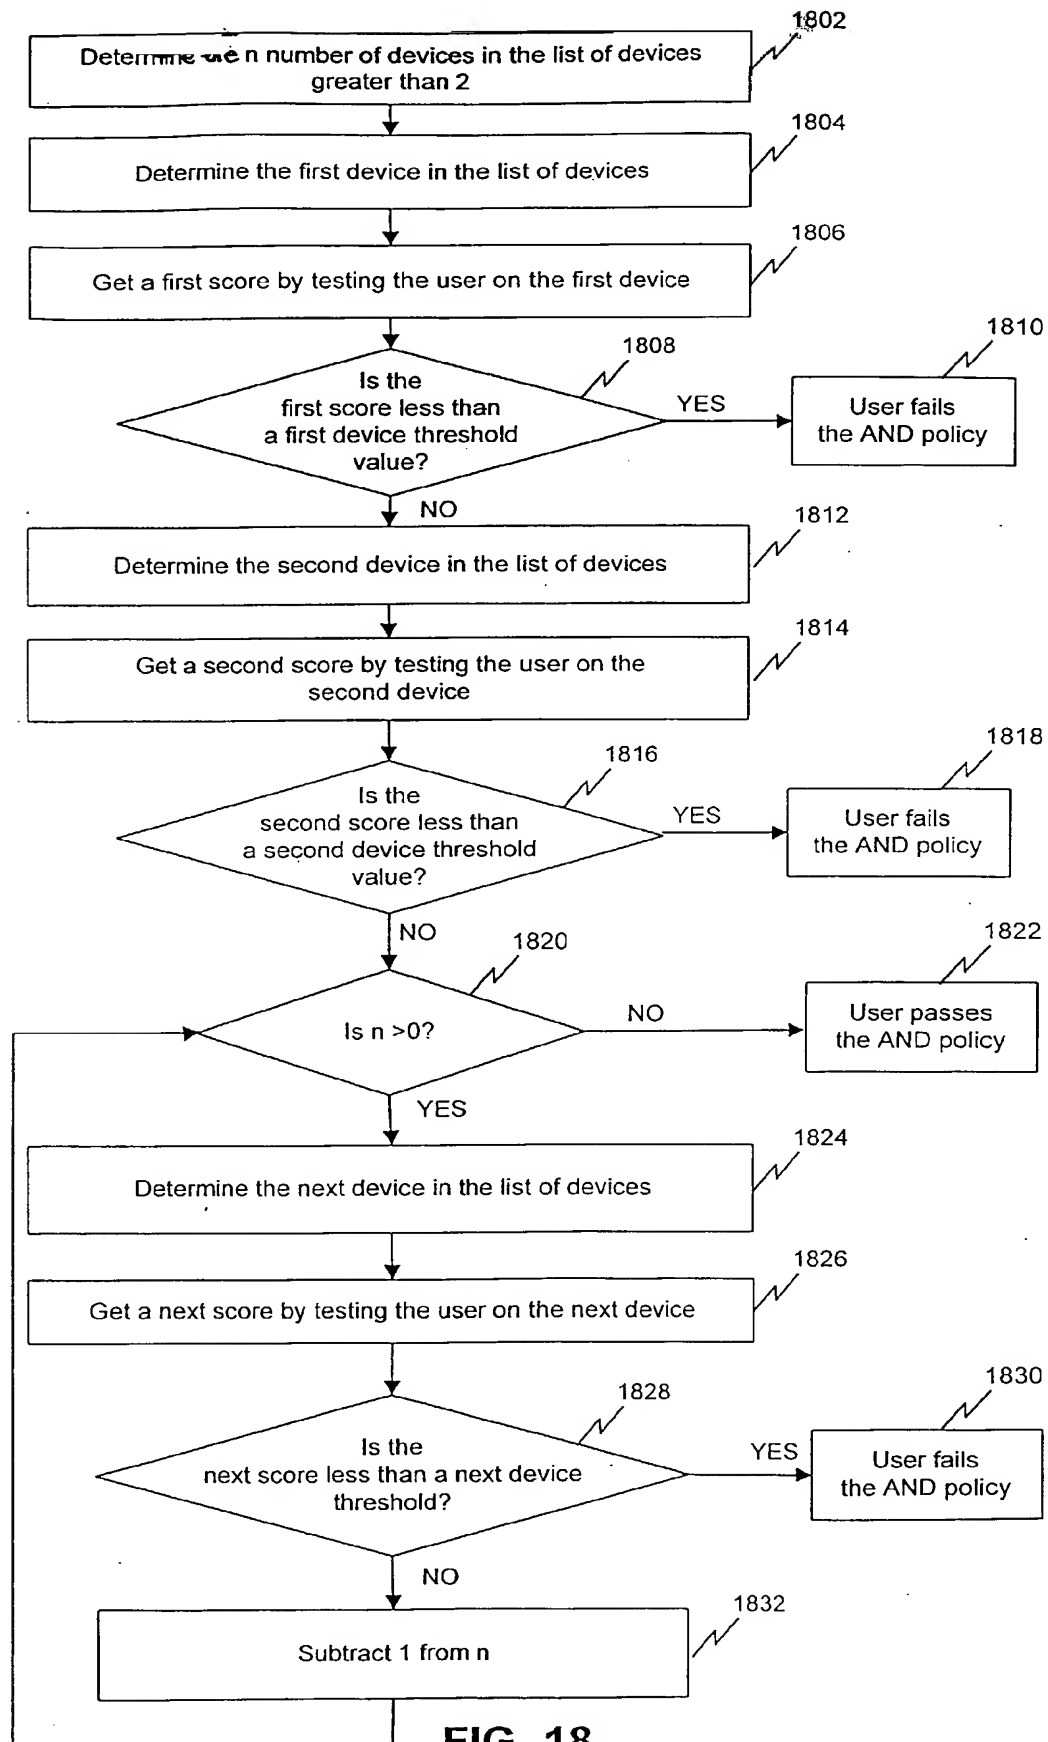 1802
Determine the n number of devices in the list of devices
greater than 2
1804
Determine the first device in the list of devices
1806
Get a first score by testing the user on the first device
1808
Is the
first score less than
a first device threshold
value?
YES
1810
User fails
the AND policy
NO
1812
Determine the second device in the list of devices
1814
Get a second score by testing the user on the
second device
1816
Is the
second score less than
a second device threshold
value?
YES
1818
User fails
the AND policy
NO
1820
Is n >0?
NO
1822
User passes
the AND policy
YES
1824
Determine the next device in the list of devices
1826
Get a next score by testing the user on the next device
1828
Is the
next score less than a next device
threshold?
YES
1830
User fails
the AND policy
NO
1832
Subtract 1 from n
FIG. 18